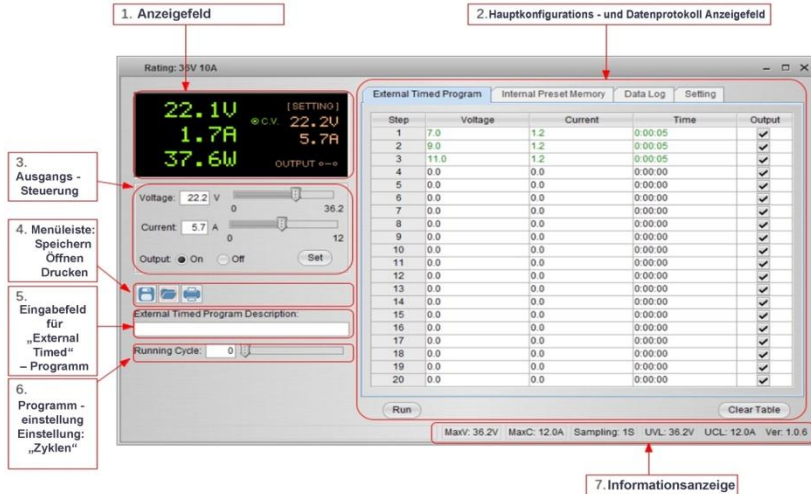 1. Anzeigefeld
2. Hauptkonfigurations - und Datenprotokoll Anzeigefeld
Rating: 36V 10A
22.1V
1.7A
37.6W
C.V.
[SETTING]
22.2V
5.7A
OUTPUT
3.
Ausgangs -
Steuerung
Voltage: 22.2 V
0 36.2
Current: 5.7 A
0 12
Output: On Off Set
4. Menüleiste:
Speichern
Öffnen
Drucken
5.
Eingabefeld
für
„External
Timed“
– Programm
External Timed Program Description:
6.
Programm -
einstellung
Einstellung:
„Zyklen“
Running Cycle: 0
External Timed Program Internal Preset Memory Data Log Setting
Step Voltage Current Time Output
1 7.0 1.2 0:00:05
2 9.0 1.2 0:00:05
3 11.0 1.2 0:00:05
4 0.0 0.0 0:00:00
5 0.0 0.0 0:00:00
6 0.0 0.0 0:00:00
7 0.0 0.0 0:00:00
8 0.0 0.0 0:00:00
9 0.0 0.0 0:00:00
10 0.0 0.0 0:00:00
11 0.0 0.0 0:00:00
12 0.0 0.0 0:00:00
13 0.0 0.0 0:00:00
14 0.0 0.0 0:00:00
15 0.0 0.0 0:00:00
16 0.0 0.0 0:00:00
17 0.0 0.0 0:00:00
18 0.0 0.0 0:00:00
19 0.0 0.0 0:00:00
20 0.0 0.0 0:00:00
Run Clear Table
MaxV: 36.2V MaxC: 12.0A Sampling: 1S UVL: 36.2V UCL: 12.0A Ver: 1.0.6
7. Informationsanzeige